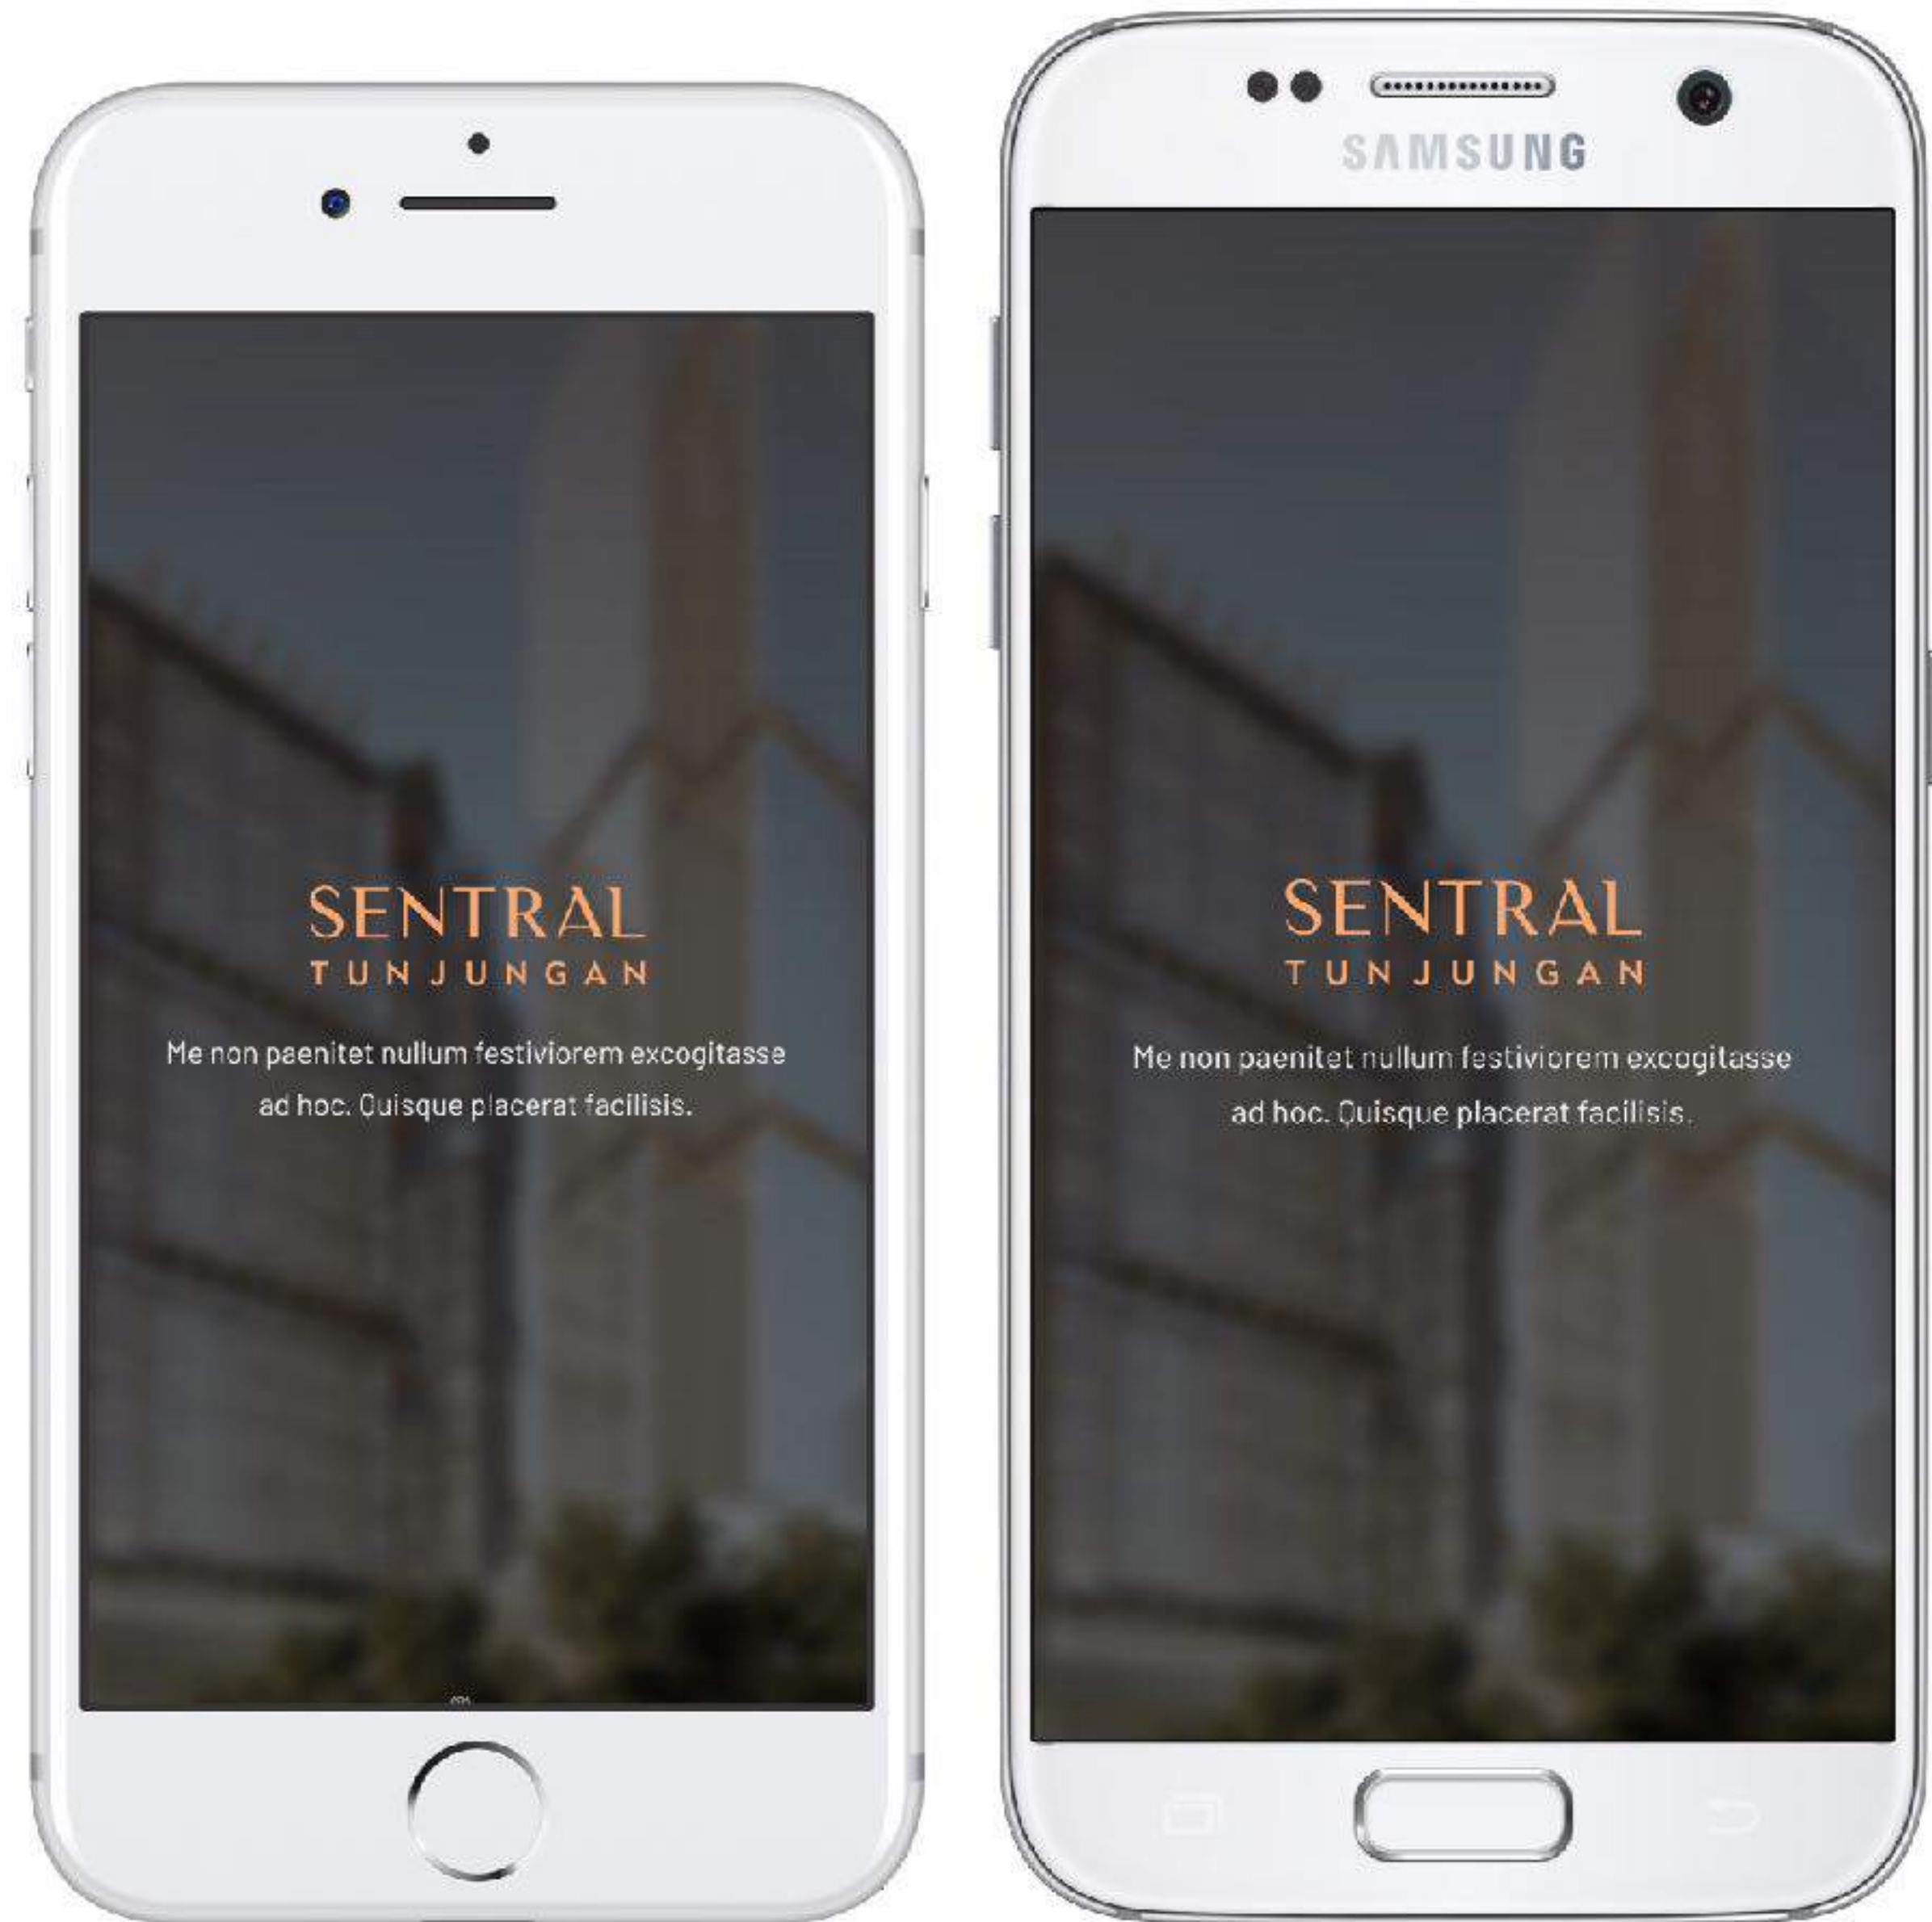 SENTRAL
TUNJUNGAN
Me non paenitet nullum festiviorem excogitasse
ad hoc. Quisque placerat facilisis.
SAMSUNG
SENTRAL
TUNJUNGAN
Me non paenitet nullum festiviorem excogitasse
ad hoc. Quisque placerat facilisis.